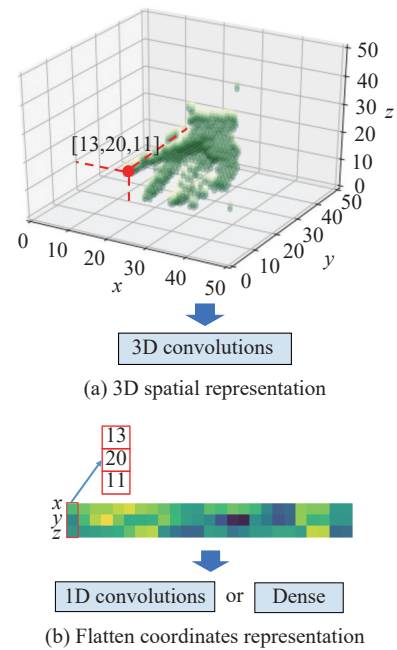 50
40
30
z
20
10
0
[13,20,11]
0
10
20
30
40
50
x
0
10
20
30
40
50
y
3D convolutions
(a) 3D spatial representation
13
20
11
x
y
z
1D convolutions or Dense
(b) Flatten coordinates representation